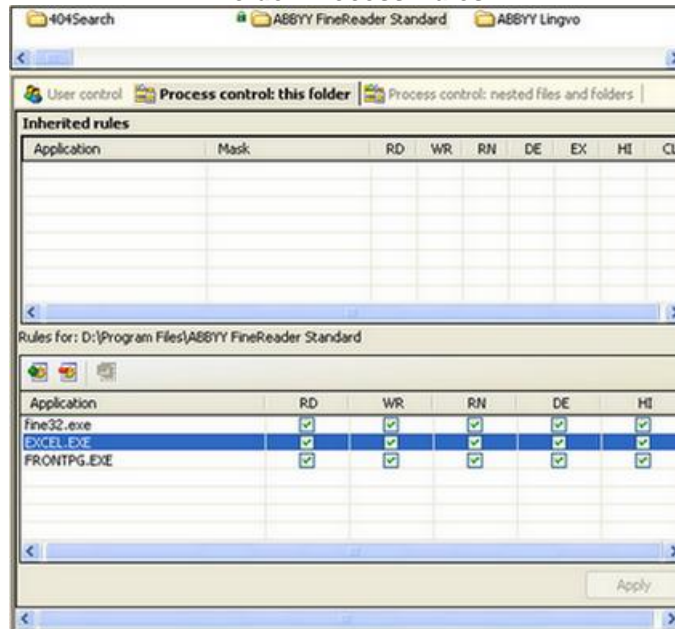 404Search ABBYY FineReader Standard ABBYY Lingvo
User control Process control: this folder Process control: nested files and folders
Inherited rules
Application Mask RD WR RN DE EX HI
Rules for: D:\Program Files\ABBYY FineReader Standard
Application RD WR RN DE HI
fine32.exe
EXCEL.EXE
FRONTPG.EXE
Apply